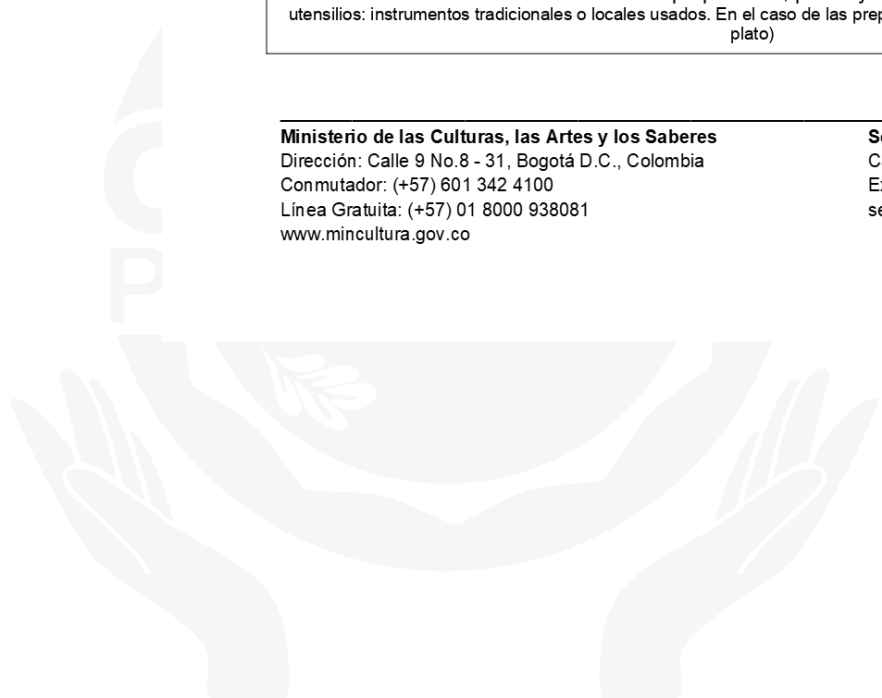 utensilios: instrumentos tradicionales o locales usados. En el caso de las
plato)
Ministerio de las Culturas, las Artes y los Saberes
Dirección: Calle 9 No.8 - 31, Bogotá D.C., Colombia
Conmutador: (+57) 601 342 4100
Línea Gratuita: (+57) 01 8000 938081
www.mincultura.gov.co